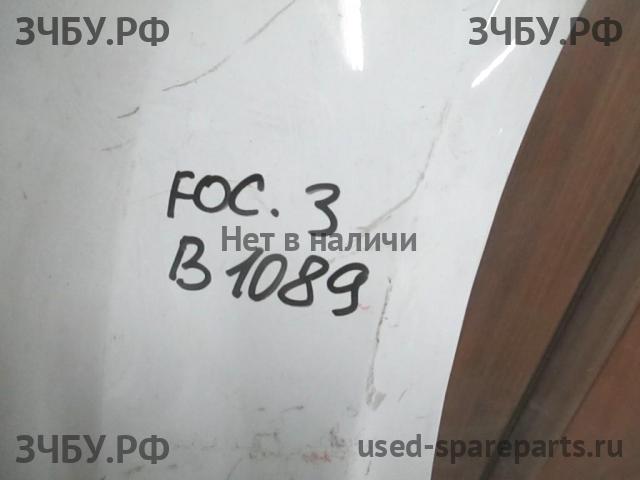 ЗЧБУ.РФ ЗЧБУ.РФ
FOC. 3
Нет в наличи
B1089
ЗЧБУ.РФ used-spareparts.ru